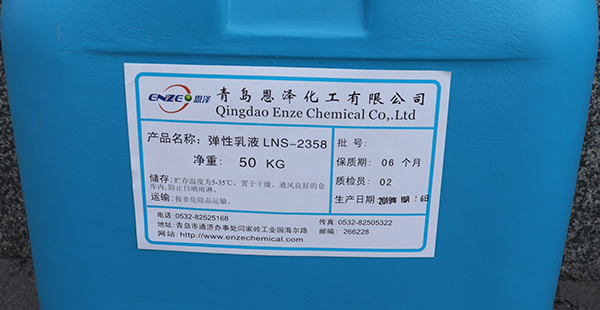 ENZE 恩泽
青岛恩泽化工有限公司
Qingdao Enze Chemical Co,.Ltd
产品名称：弹性乳液 LNS-2358
净重： 50 KG
储存：贮存温度为5-35℃，置于干燥、通风良好的仓
库内，防止日晒雨淋。
运输：按非危险品运输。
批 号：
保质期： 06 个月
质检员： 02
生产日期
电话：0532-82525168
传真：0532-82505322
地址：青岛市通济办事处闫家岭工业园海尔路
邮编： 266228
网站：http://www.enzechemical.com